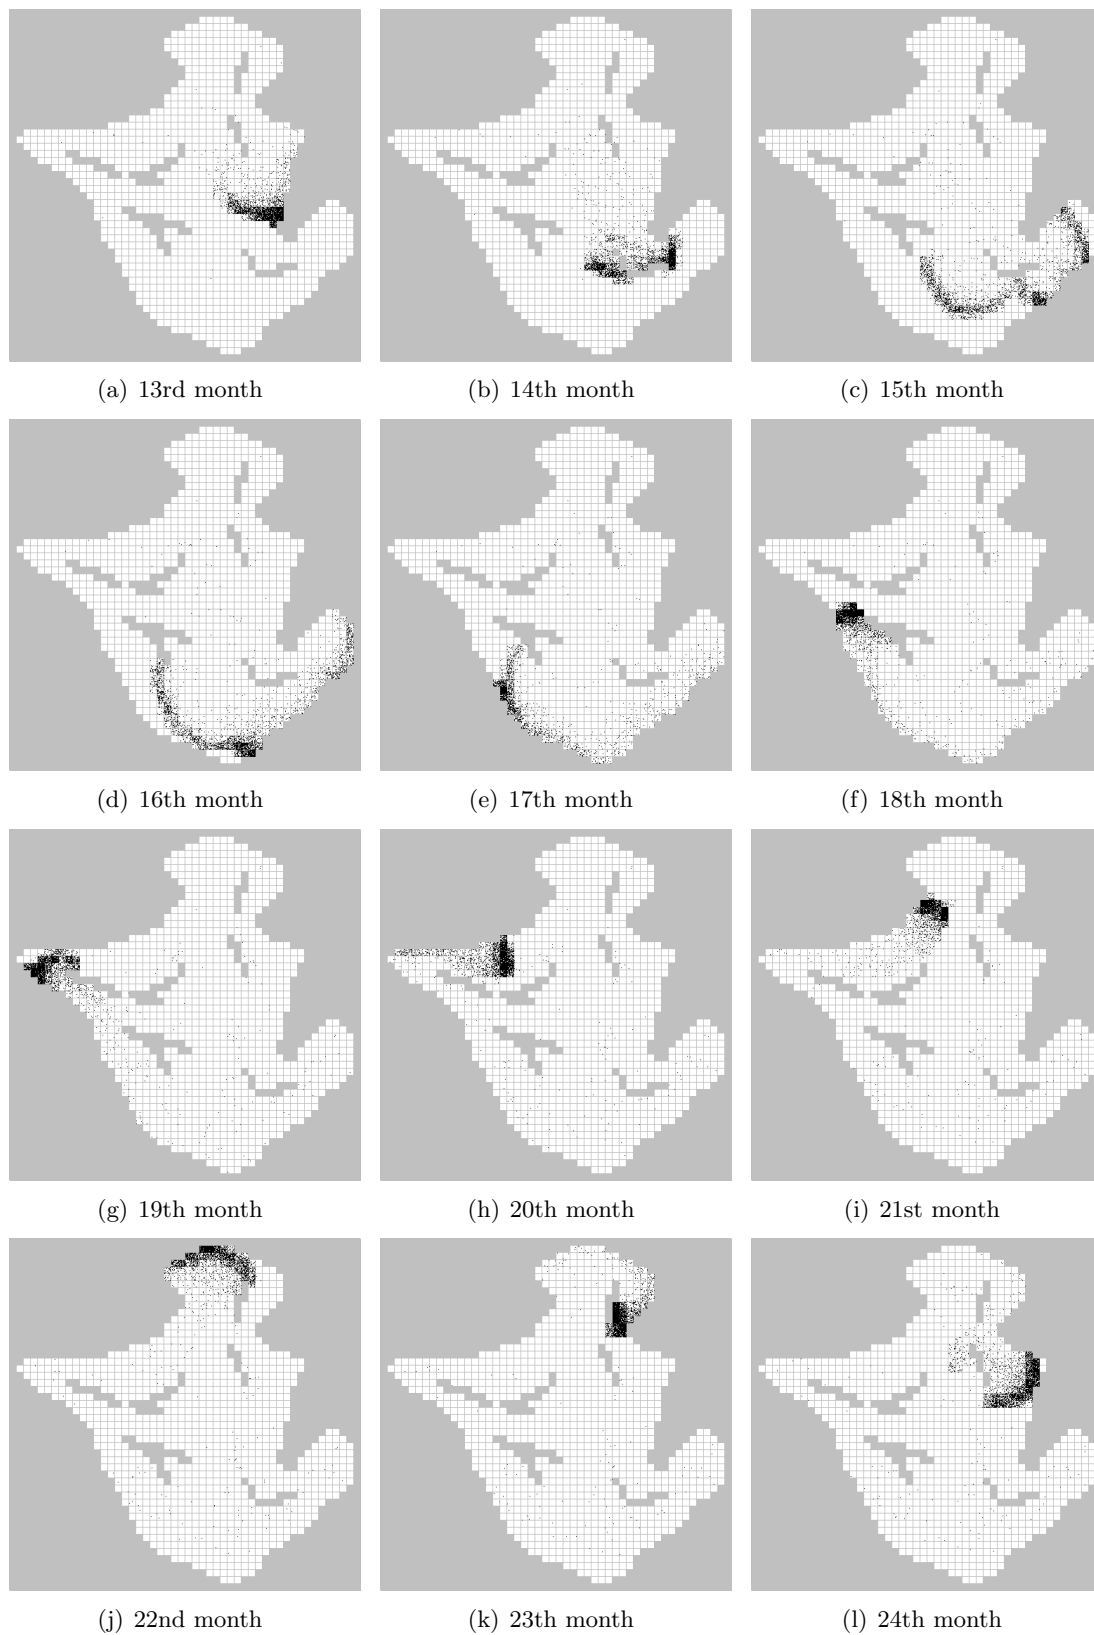 (a) 13rd month
(b) 14th month
(c) 15th month
(d) 16th month
(e) 17th month
(f) 18th month
(g) 19th month
(h) 20th month
(i) 21st month
(j) 22nd month
(k) 23th month
(l) 24th month